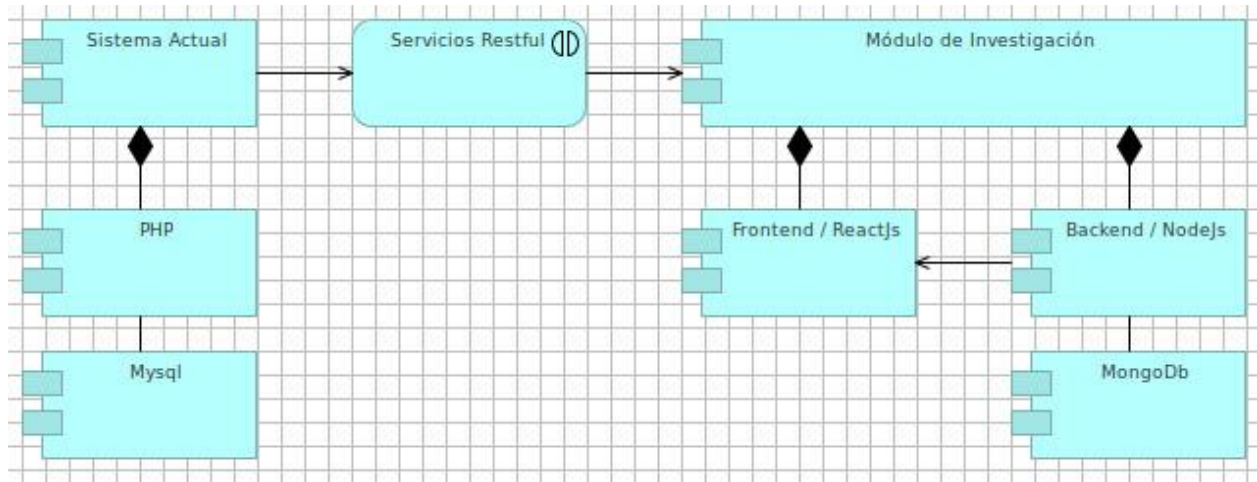 Sistema Actual
Servicios Restful
Módulo de Investigación
PHP
Frontend / ReactJs
Backend / NodeJs
Mysql
MongoDb